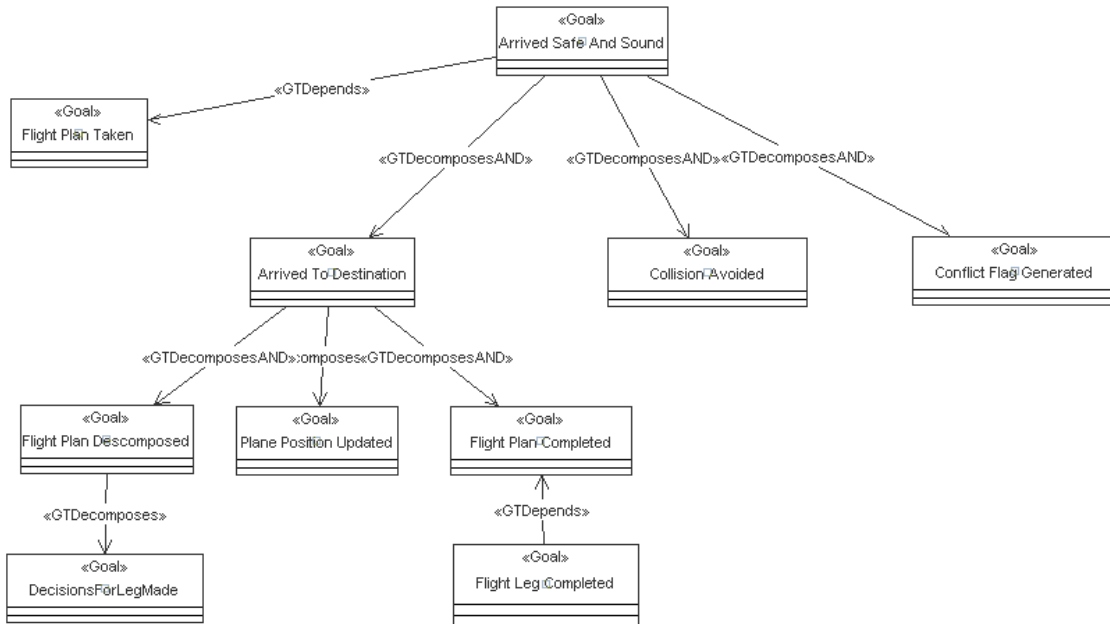 «Goal»
Arrived Safe And Sound
«GTDepends»
«Goal»
Flight Plan Taken
«GTDecomposesAND»
«GTDecomposesAND»
«GTDecomposesAND»
«Goal»
Arrived To Destination
«Goal»
Collision Avoided
«Goal»
Conflict Flag Generated
«GTDecomposesAND»
omposes
«GTDecomposesAND»
«Goal»
Flight Plan Descomposed
«Goal»
Plane Position Updated
«Goal»
Flight Plan Completed
«GTDecomposes»
«GTDepends»
«Goal»
DecisionsForLegMade
«Goal»
Flight Leg Completed